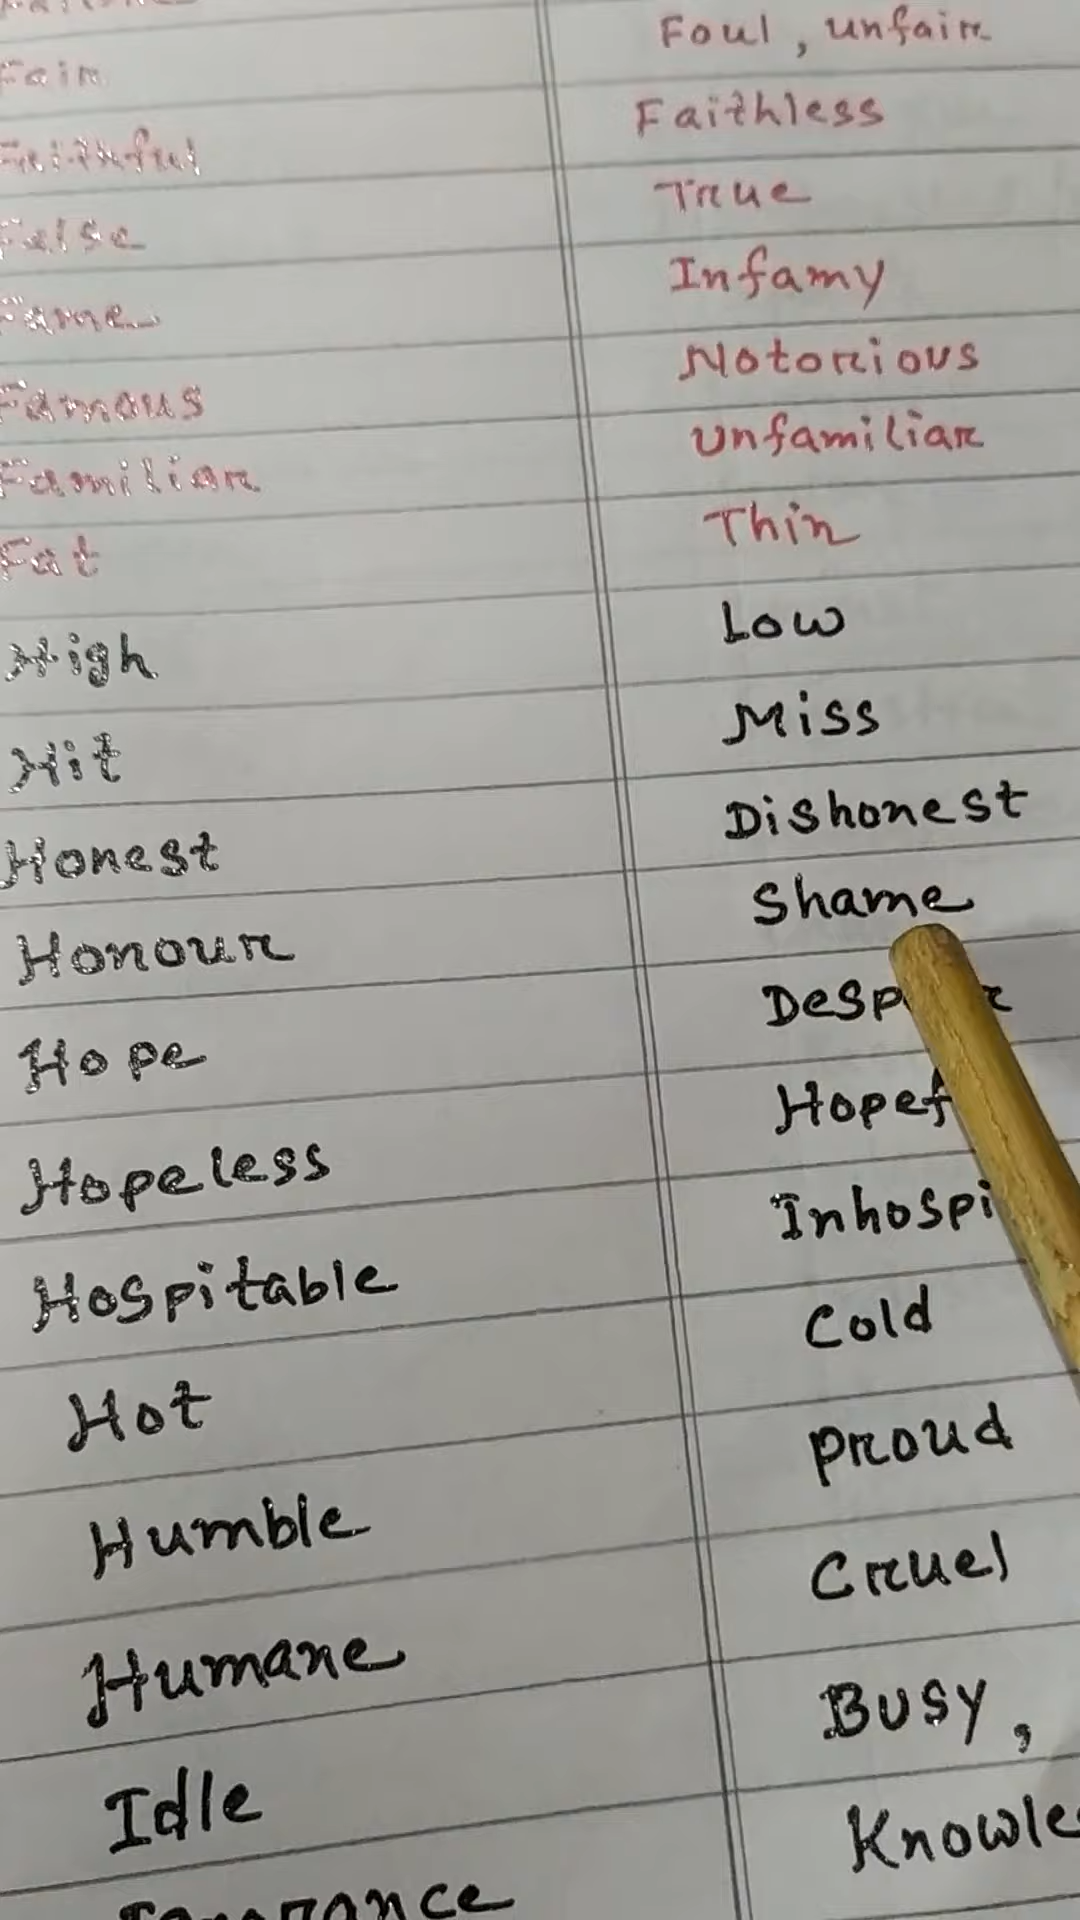 Foul, unfair
Fair
Faithless
Faithful
True
False
Infamy
Fame
Notorious
Famous
Unfamiliar
Familiar
Thin
Fat
Low
High
Miss
Hit
Dishonest
Honest
Shame
Honour
Hope
Hopeless
Hospitable
Cold
Hot
Proud
Humble
Cruel
Humane
Busy,
Idle